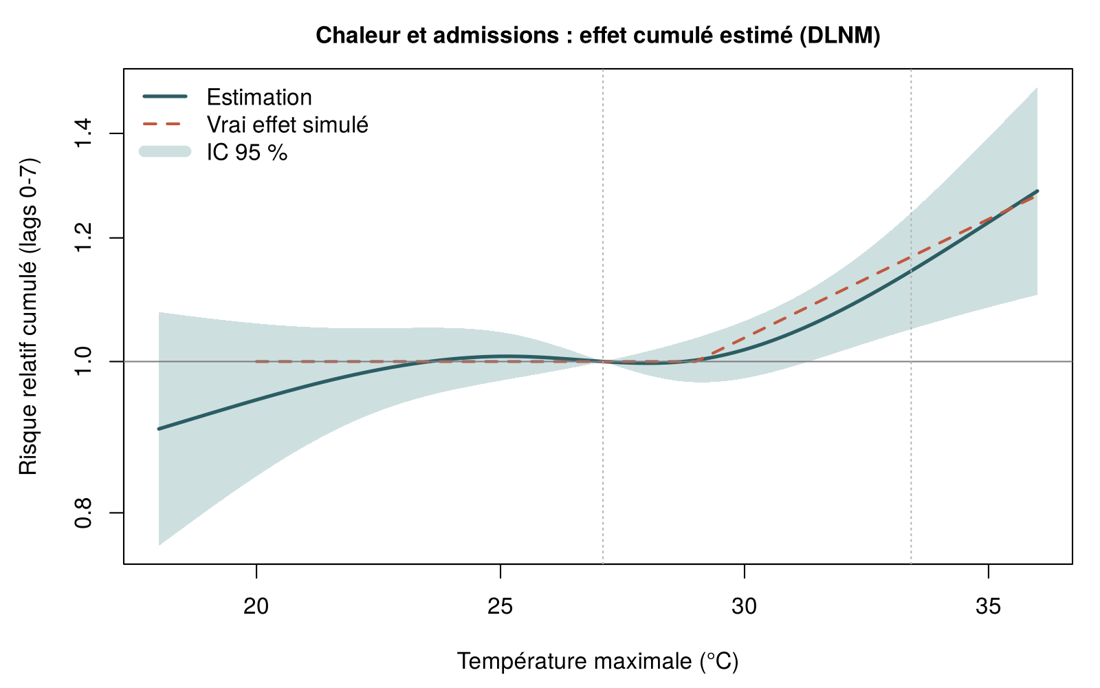 Chaleur et admissions : effet cumulé estimé (DLNM)
Estimation
Vrai effet simulé
IC 95 %
Risque relatif cumulé (lags 0-7)
1.4
1.2
1.0
0.8
20 25 30 35
Température maximale (°C)